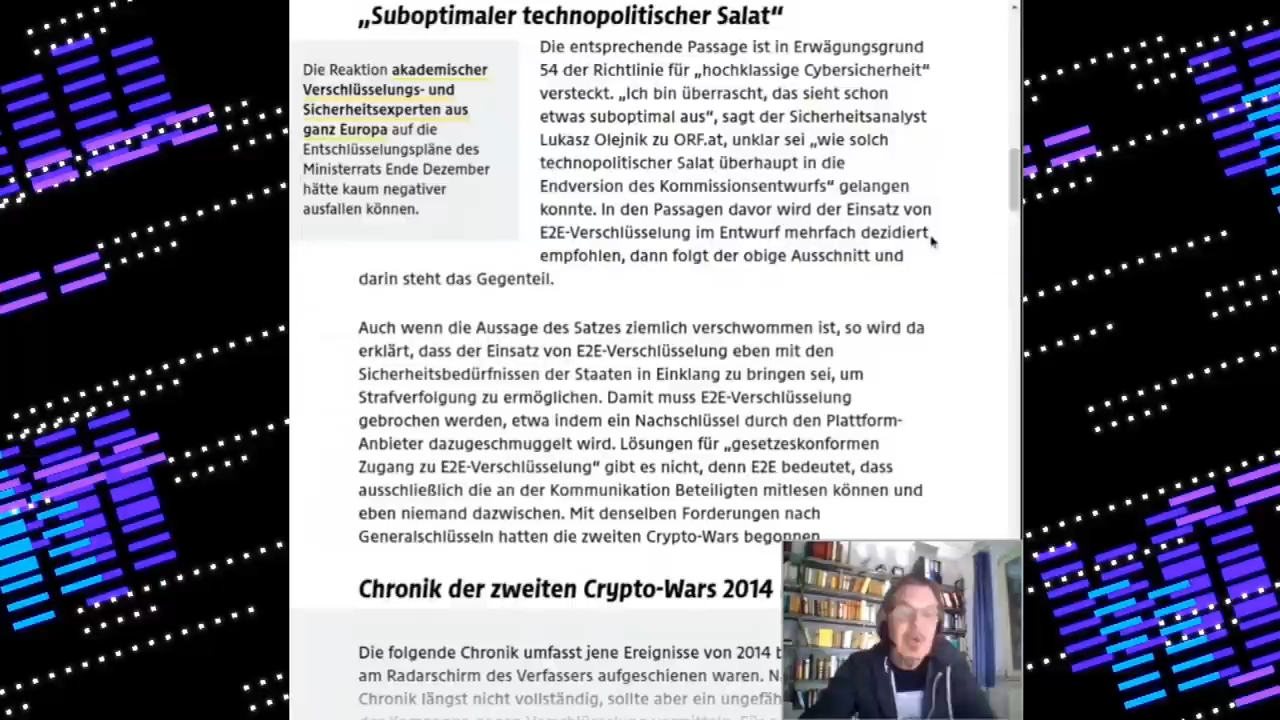 „Suboptimaler technopolitischer Salat“
Die Reaktion akademischer
Verschlüsselungs- und
Sicherheitsexperten aus
ganz Europa auf die
Entschlüsselungspläne des
Ministerrats Ende Dezember
hätte kaum negativer
ausfallen können.
Die entsprechende Passage ist in Erwägungsgrund
54 der Richtlinie für „hochklassige Cybersicherheit“
versteckt. „Ich bin überrascht, das sieht schon
etwas suboptimal aus“, sagt der Sicherheitsanalyst
Lukasz Olejnik zu ORF.at, unklar sei „wie solch
technopolitischer Salat überhaupt in die
Endversion des Kommissionsentwurfs“ gelangen
konnte. In den Passagen davor wird der Einsatz von
E2E-Verschlüsselung im Entwurf mehrfach dezidiert
empfohlen, dann folgt der obige Ausschnitt und
darin steht das Gegenteil.
Auch wenn die Aussage des Satzes ziemlich verschwommen ist, so wird da
erklärt, dass der Einsatz von E2E-Verschlüsselung eben mit den
Sicherheitsbedürfnissen der Staaten in Einklang zu bringen sei, um
Strafverfolgung zu ermöglichen. Damit muss E2E-Verschlüsselung
gebrochen werden, etwa indem ein Nachschlüssel durch den Plattform-
Anbieter dazugeschmuggelt wird. Lösungen für „gesetzeskonformen
Zugang zu E2E-Verschlüsselung“ gibt es nicht, denn E2E bedeutet, dass
ausschließlich die an der Kommunikation Beteiligten mitlesen können und
eben niemand dazwischen. Mit denselben Forderungen nach
Generalschlüsseln hatten die zweiten Crypto-Wars begonnen
Chronik der zweiten Crypto-Wars 2014
Die folgende Chronik umfasst jene Ereignisse von 2014
am Radarschirm des Verfassers aufgeschienen waren.
Chronik längst nicht vollständig, sollte aber ein